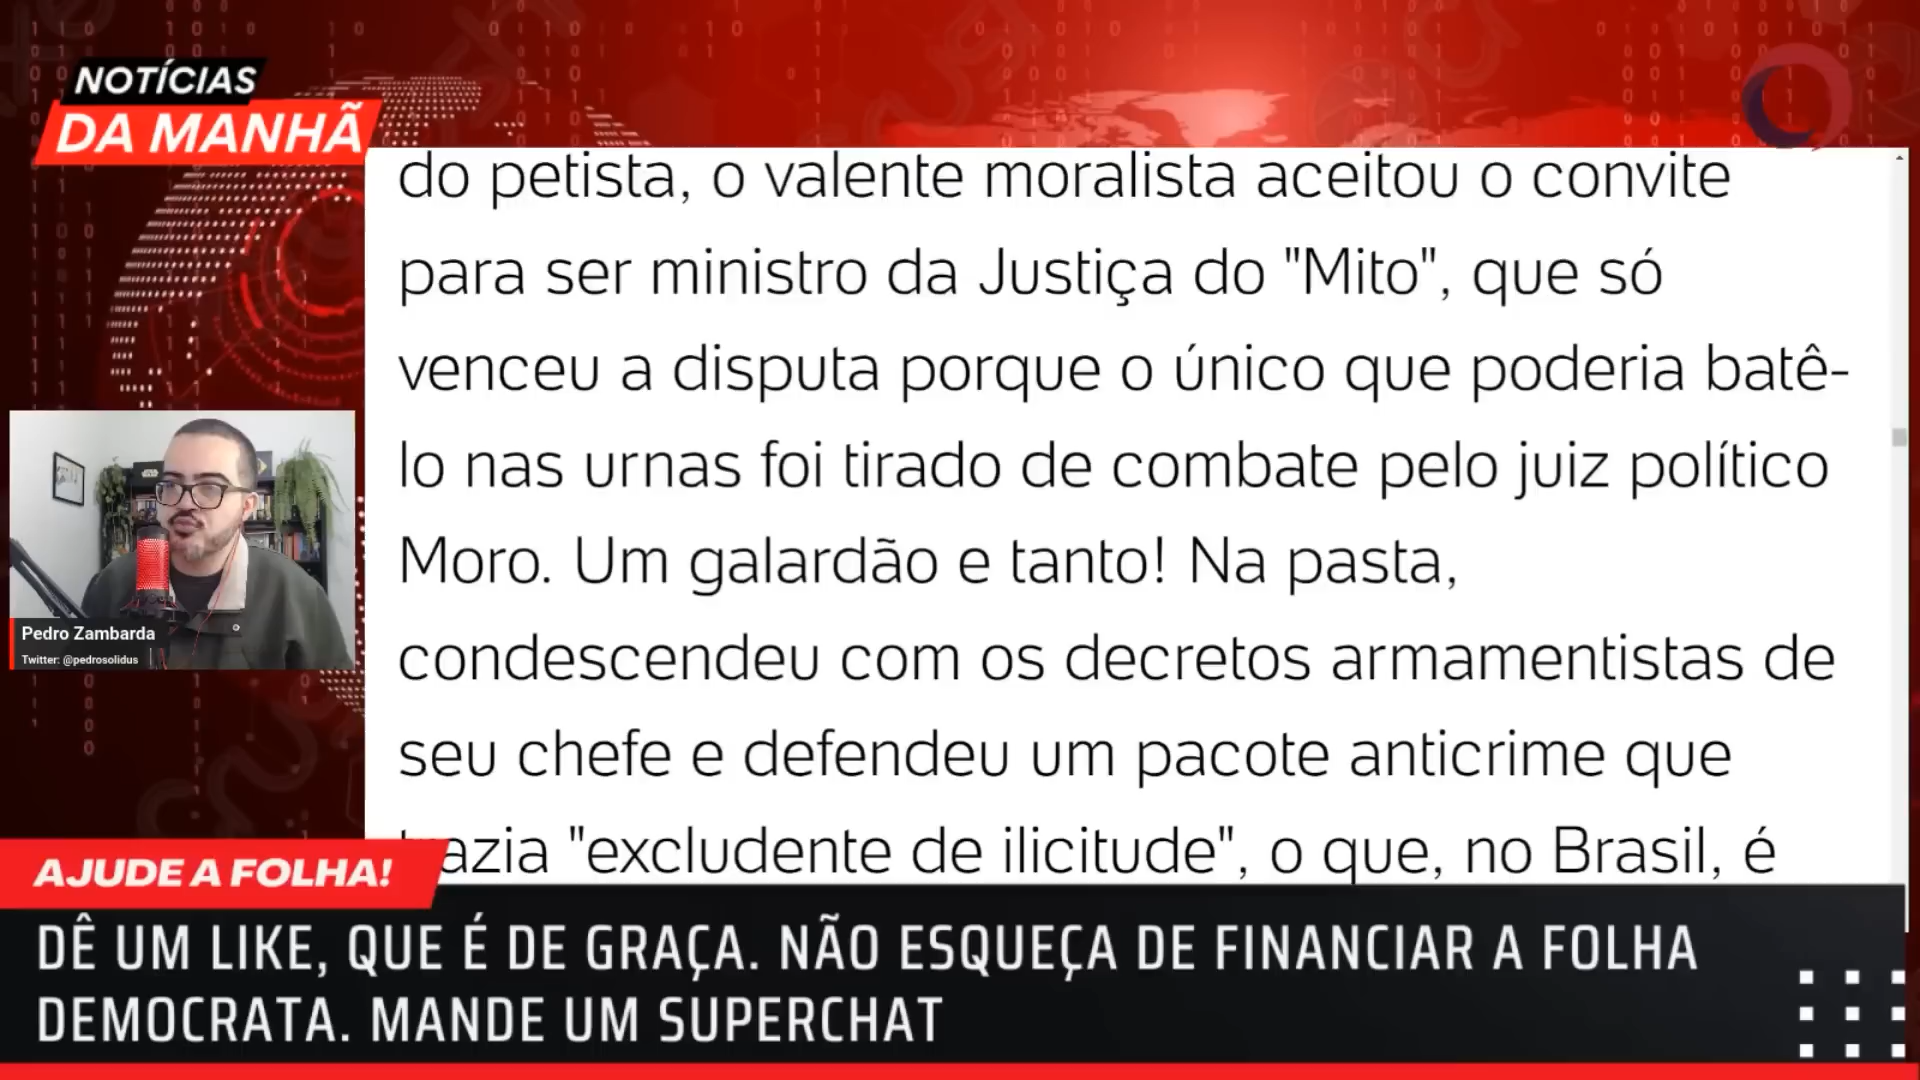 NOTÍCIAS
DA MANHÃ
do petista, o valente moralista aceitou o convite
para ser ministro da Justiça do "Mito", que só
venceu a disputa porque o único que poderia batê-
lo nas urnas foi tirado de combate pelo juiz político
Moro. Um galardão e tanto! Na pasta,
condescendeu com os decretos armamentistas de
seu chefe e defendeu um pacote anticrime que
trazia "excludente de ilicitude", o que, no Brasil, é
Pedro Zambarda
Twitter: @pedrosolidus
AJUDE A FOLHA!
DÊ UM LIKE, QUE É DE GRAÇA. NÃO ESQUEÇA DE FINANCIAR A FOLHA
DEMOCRATA. MANDE UM SUPERCHAT